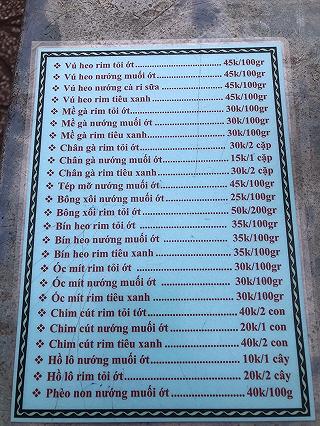 ❖ Vú heo rim tỏi ớt..............................45k/100gr
❖ Vú heo nướng muối ớt........................45k/100gr
❖ Vú heo nướng cà ri sữa......................45k/100gr
❖ Vú heo rim tiêu xanh.........................45k/100gr
❖ Mề gà rim tỏi ớt................................30k/100gr
❖ Mề gà nướng muối ớt.........................30k/100gr
❖ Mề gà rim tiêu xanh..........................30k/100gr
❖ Chân gà rim tỏi ớt..............................30k/2 cặp
❖ Chân gà nướng muối ớt......................15k/1 cặp
❖ Chân gà rim tiêu xanh.......................30k/2 cặp
❖ Tép mỡ nướng muối ớt.......................45k/100gr
❖ Bông xôi nướng muối ớt.....................25k/100gr
❖ Bông xối rim tỏi ớt.............................50k/200gr
❖ Bín heo rim tỏi ớt ..............................35k/100gr
❖ Bín heo nướng muối ớt .......................35k/100gr
❖ Bín heo rim tiêu xanh ........................35k/100gr
❖ Óc mít rim tỏi ớt ...............................30k/100gr
❖ Óc mít nướng muối ớt ........................30k/100gr
❖ Óc mít rim tiêu xanh .........................30k/100gr
❖ Chim cút rim tỏi tớt ...........................40k/2 con
❖ Chim cút nướng muối ớt.....................20k/1 con
❖ Chim cút rim tiêu xanh ......................40k/2 con
❖ Hồ lô nướng muối ớt..........................10k/1 cây
❖ Hồ lô rim tỏi ớt..................................20k/2 cây
❖ Phèo non nướng muối ớt ....................40k/100g